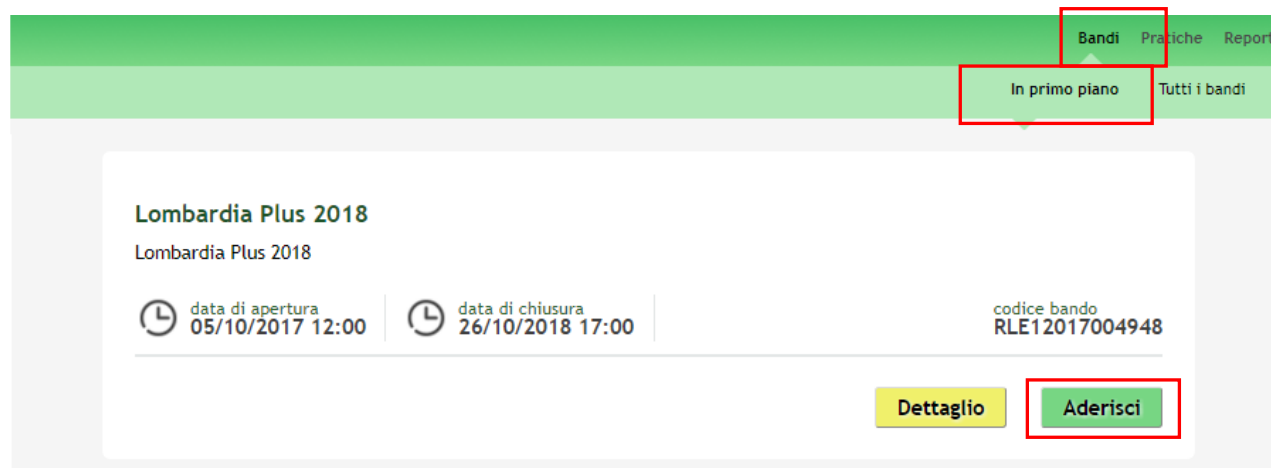 Bandi Pratiche Report
In primo piano Tutti i bandi
Lombardia Plus 2018
Lombardia Plus 2018
data di apertura data di chiusura codice bando
05/10/2017 12:00 26/10/2018 17:00 RLE12017004948
Dettaglio Aderisci